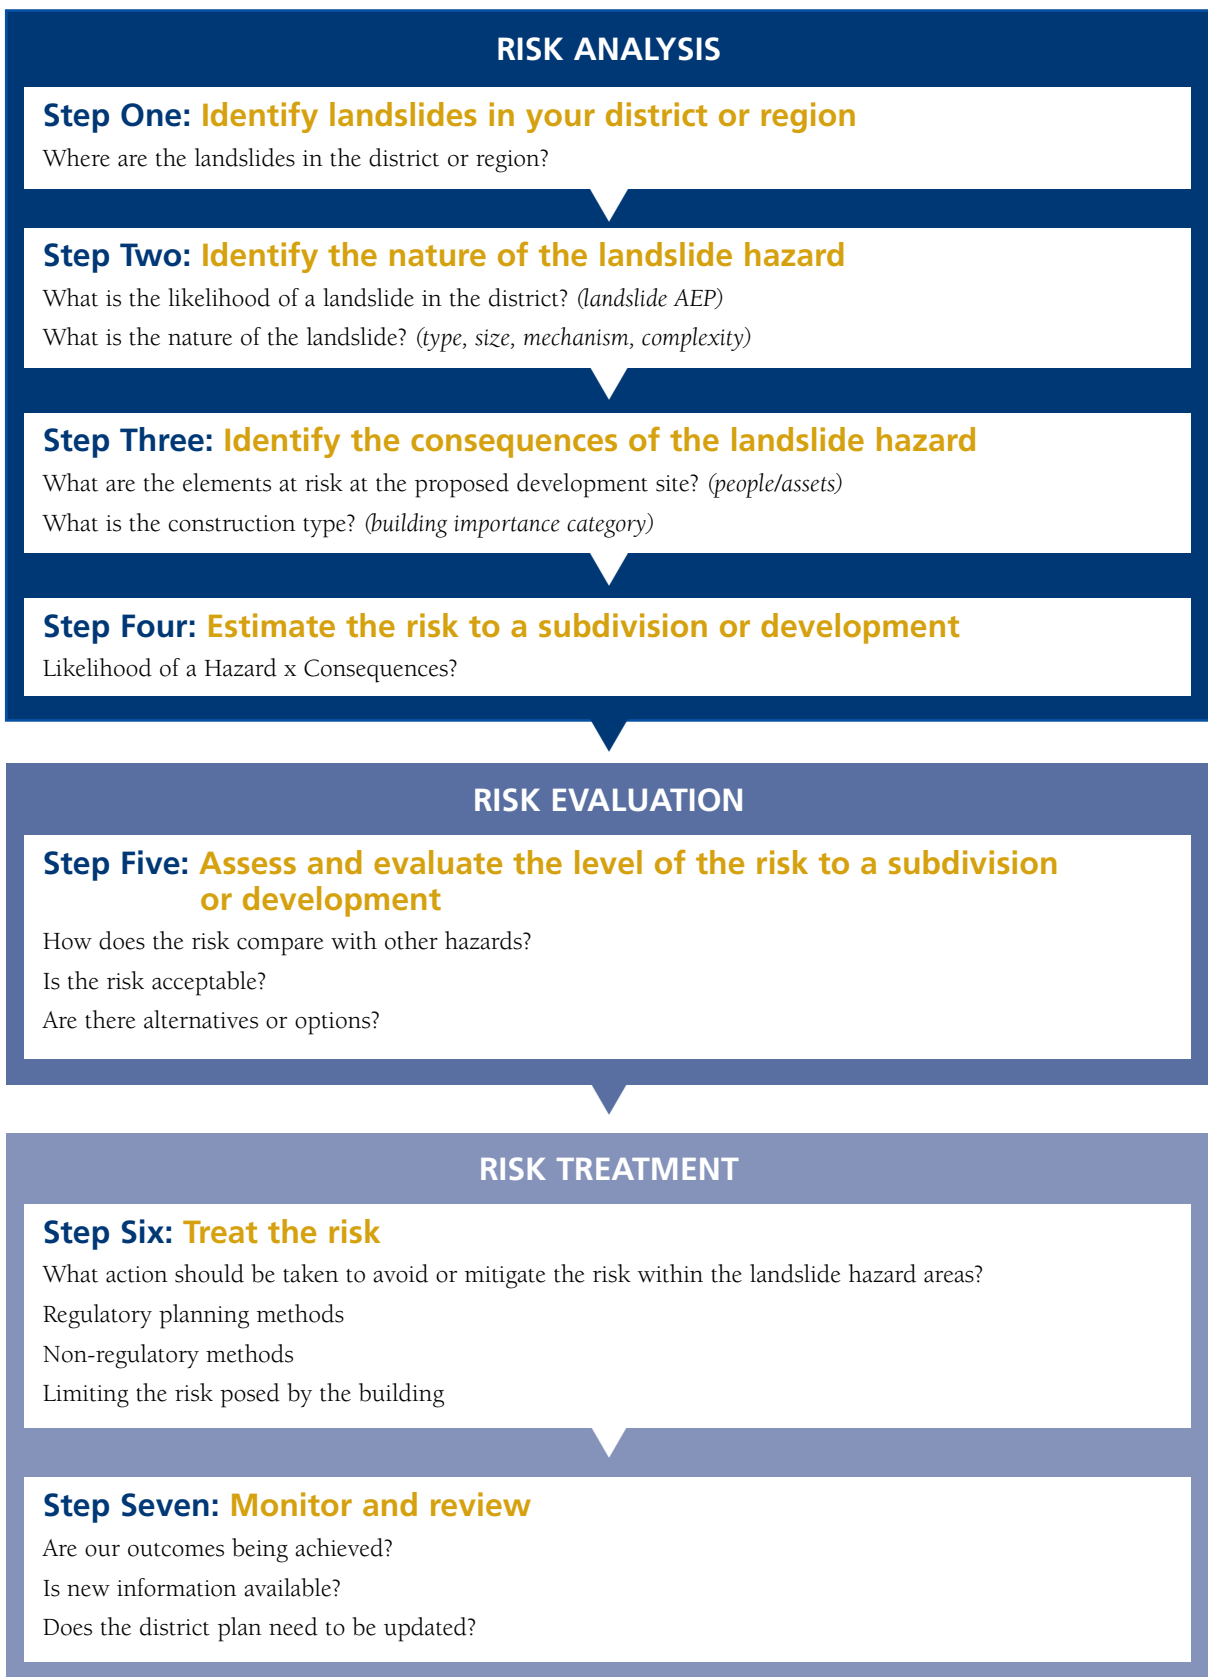 RISK ANALYSIS
Step One: Identify landslides in your district or region
Where are the landslides in the district or region?
Step Two: Identify the nature of the landslide hazard
What is the likelihood of a landslide in the district? (landslide AEP)
What is the nature of the landslide? (type, size, mechanism, complexity)
Step Three: Identify the consequences of the landslide hazard
What are the elements at risk at the proposed development site? (people/assets)
What is the construction type? (building importance category)
Step Four: Estimate the risk to a subdivision or development
Likelihood of a Hazard x Consequences?
RISK EVALUATION
Step Five: Assess and evaluate the level of the risk to a subdivision
or development
How does the risk compare with other hazards?
Is the risk acceptable?
Are there alternatives or options?
RISK TREATMENT
Step Six: Treat the risk
What action should be taken to avoid or mitigate the risk within the landslide hazard areas?
Regulatory planning methods
Non-regulatory methods
Limiting the risk posed by the building
Step Seven: Monitor and review
Are our outcomes being achieved?
Is new information available?
Does the district plan need to be updated?